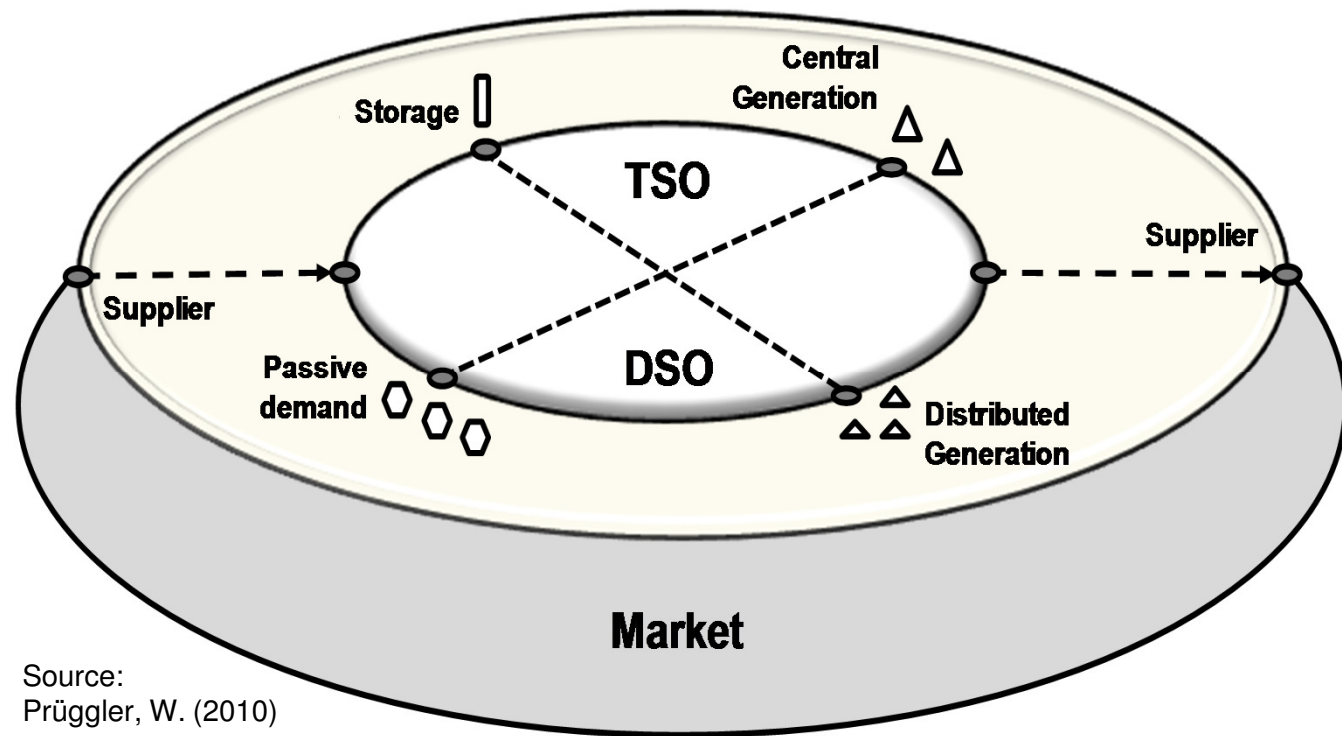 Central
Generation
Storage
TSO
Supplier
Supplier
Passive
demand
DSO
Distributed
Generation
Market
Source:
Prüggler, W. (2010)